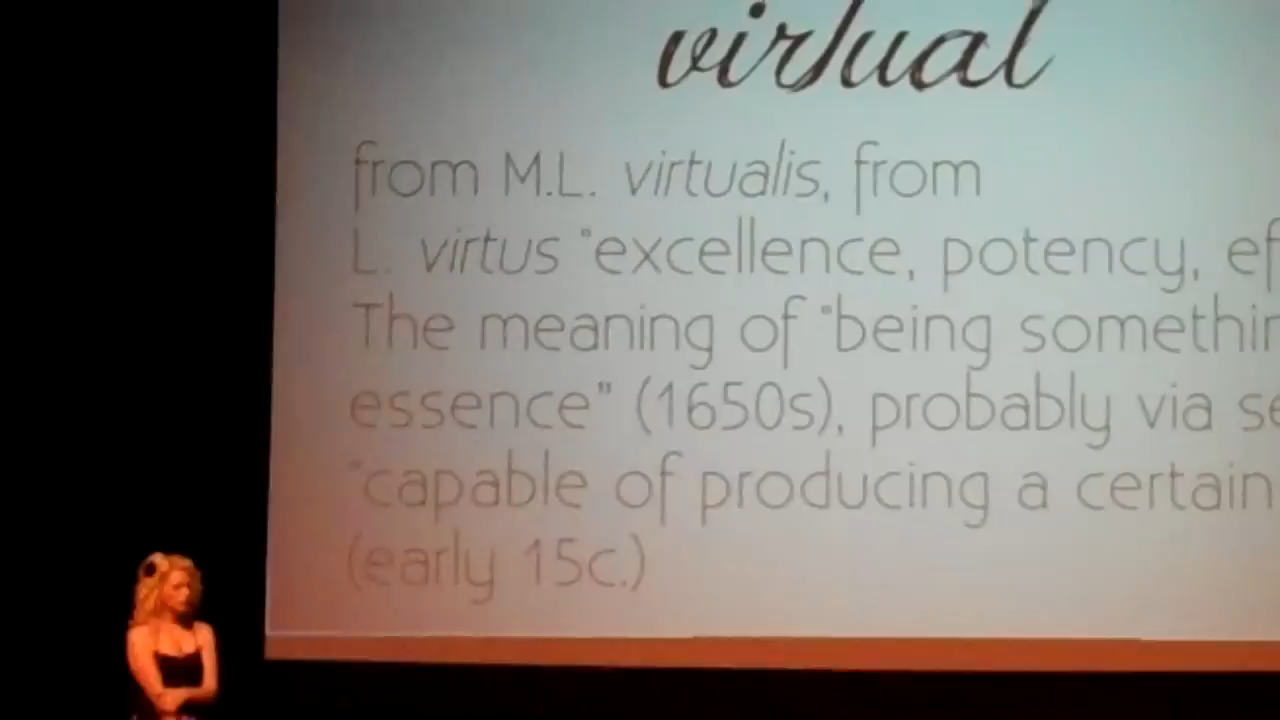 virtual
from M.L. virtualis, from
L. virtus "excellence, potency, ef
The meaning of "being somethin
essence" (1650s), probably via se
"capable of producing a certain
(early 15c.)